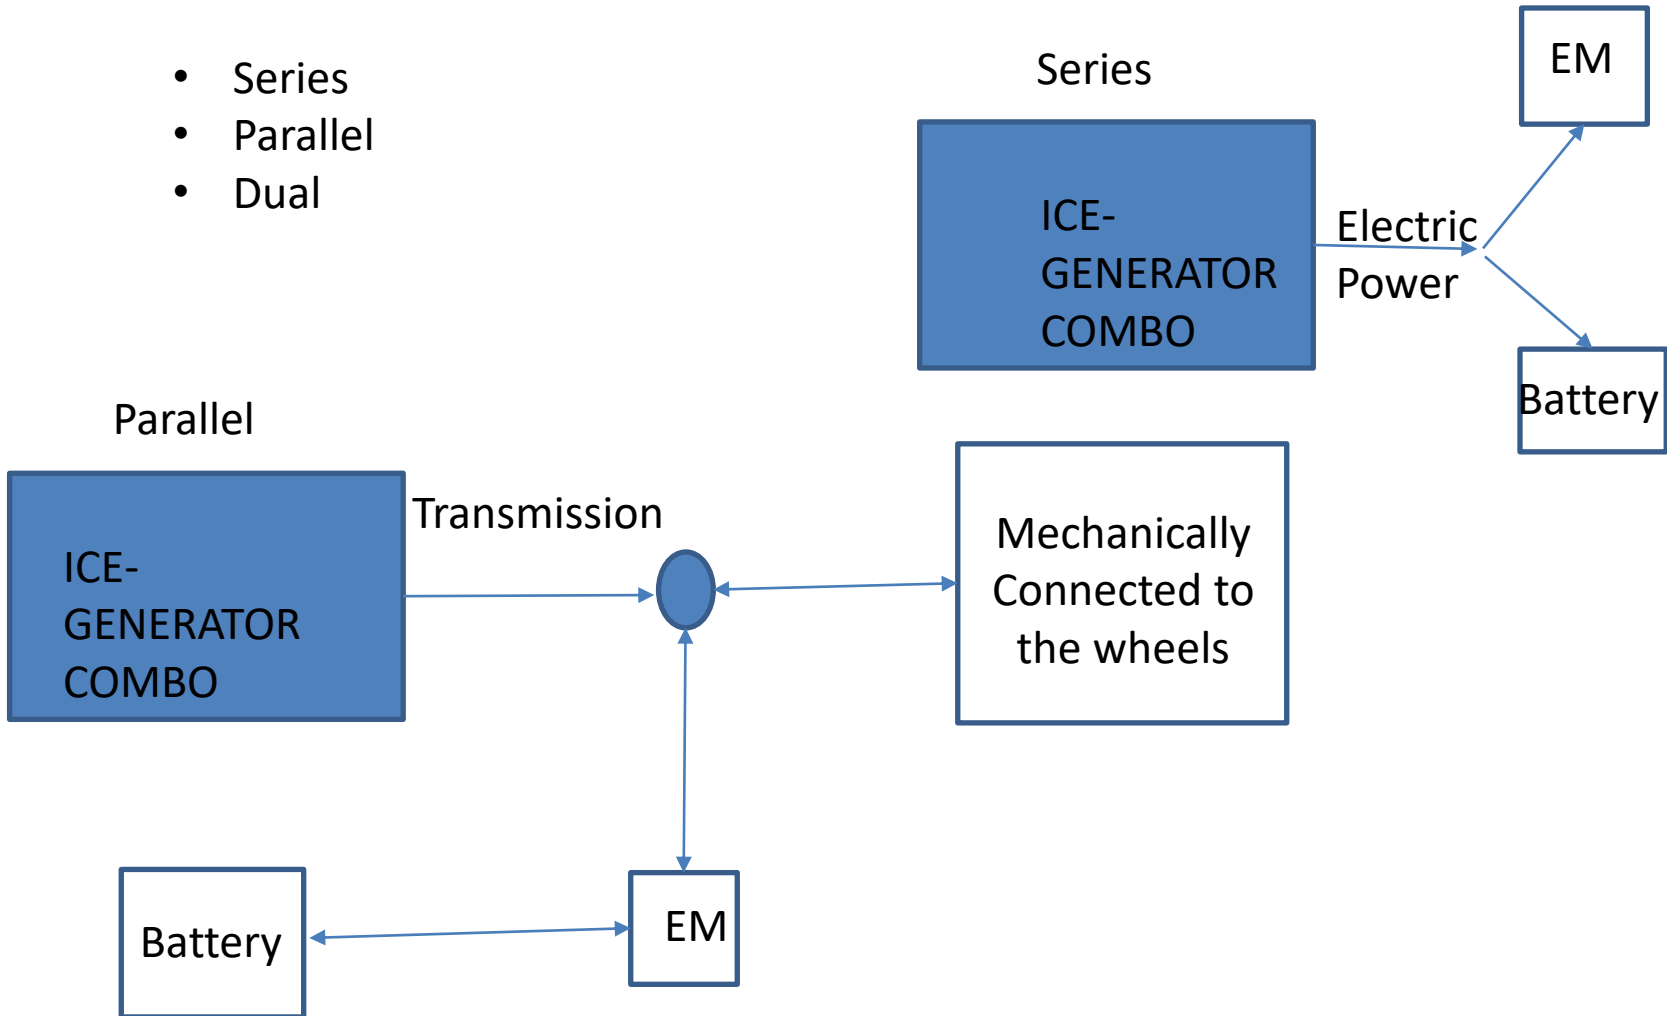 • Series
• Parallel
• Dual
Series
EM
ICE-
GENERATOR
COMBO
Electric
Power
Battery
Parallel
ICE-
GENERATOR
COMBO
Transmission
Mechanically
Connected to
the wheels
Battery
EM